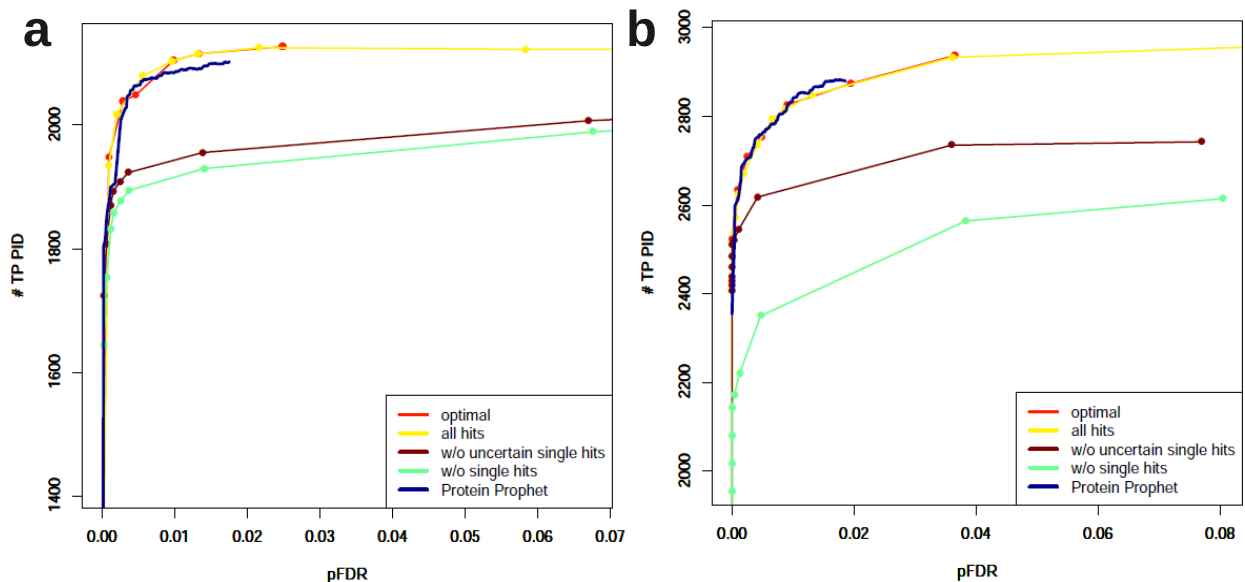 a
# TP PID
2000
1800
1600
1400
0.00 0.01 0.02 0.03 0.04 0.05 0.06 0.07
pFDR
optimal
all hits
w/o uncertain single hits
w/o single hits
Protein Prophet
b
# TP PID
3000
2800
2600
2400
2200
2000
0.00 0.02 0.04 0.06 0.08
pFDR
optimal
all hits
w/o uncertain single hits
w/o single hits
Protein Prophet